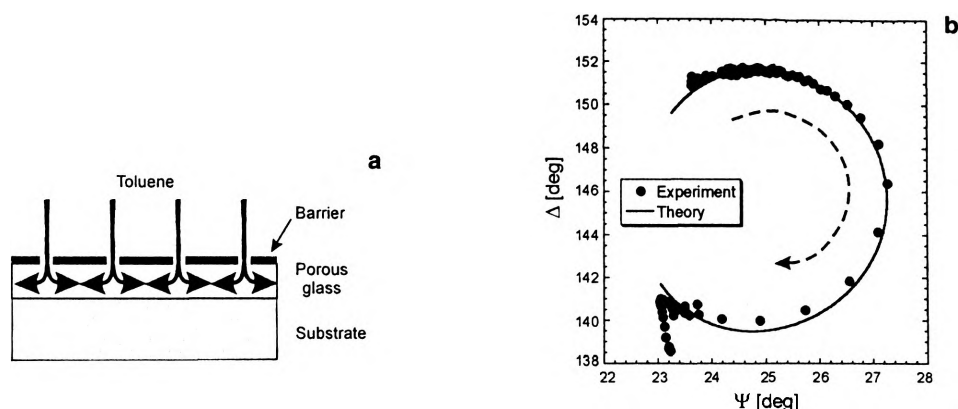 a
Toluene
Barrier
Porous
glass
Substrate
b
154
152
150
148
146
144
142
140
138
Δ [deg]
Experiment
Theory
22 23 24 25 26 27 28
Ψ [deg]